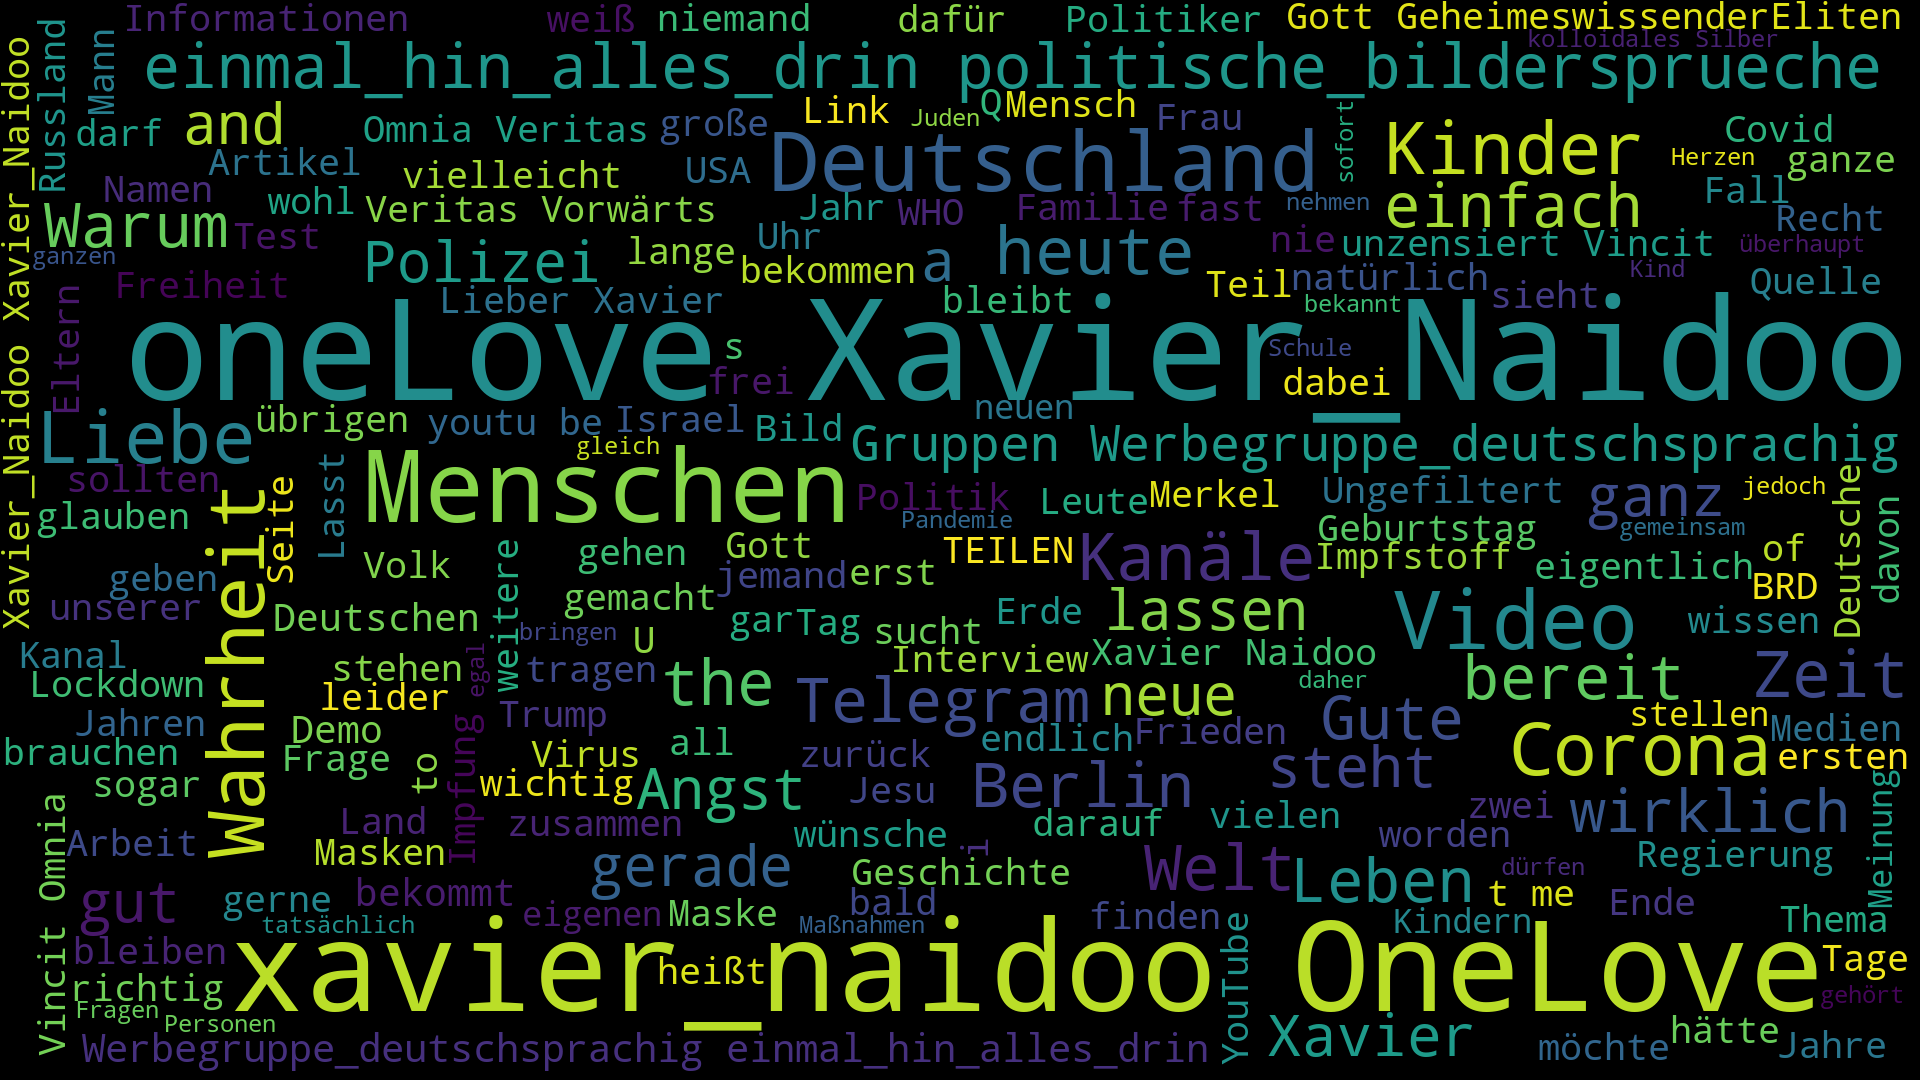 Informationen weiß niemand dafür Politiker Gott GeheimeswissenderEliten
kolloidales Silber
einmal_hin_alles_drin politische_bildersprueche
Russland
Mann
Xavier_Naidoo Xavier_Naidoo
darf and Omnia Veritas große Link Juden Q Mensch Frau sofort Kinder Covid
Artikel vielleicht USA Deutschland Herzen ganze
Namen wohl Veritas Vorwärts Jahr WHO Familie fast nehmen einfach Fall Recht
Warum Test Polizei lange Uhr a heute nie unzensiert Vincit überhaupt
ganzen bekommen Teil natürlich Kind
Freiheit Lieber Xavier bleibt bekannt sieht Quelle
Eltern
oneLove Xavier_Naidoo
s Schule
frei dabei
Liebe übrigen youtu be Israel Bild neuen Gruppen Werbegruppe_deutschsprachig
gleich
sollten Seite Lasst Menschen Politik Leute Merkel Ungefiltert ganz jedoch Deutsche davon
glauben Wahrheit Pandemie Geburtstag gemeinsam
Volk weitere gehen Gott TEILEN Kanäle Impfstoff eigentlich of
geben jemand erst BRD
unserer Deutschen gemacht gar Tag Erde lassen Video wissen
bringen U sucht
Kanal stehen egal tragen the Interview Xavier Naidoo bereit Zeit
Lockdown leider daher
Jahren Demo Impfung Trump Telegram neue Gute stellen Medien
brauchen Frage to Virus all zurück endlich Frieden steht Corona ersten
sogar wichtig Angst Jesu Berlin zwei wirklich Meinung
Vincit Omnia Arbeit Land zusammen wünsche i darauf vielen worden Regierung
Masken gerade Geschichte Welt Leben dürfen
gut gerne bekommt eigenen Maske bald finden t me Ende
tatsächlich Maßnahmen Kindern Thema
bleiben xavier_naidoo OneLove
heißt YouTube Tage
richtig gehört
Fragen Personen
Werbegruppe_deutschsprachig einmal_hin_alles_drin Xavier möchte hätte Jahre